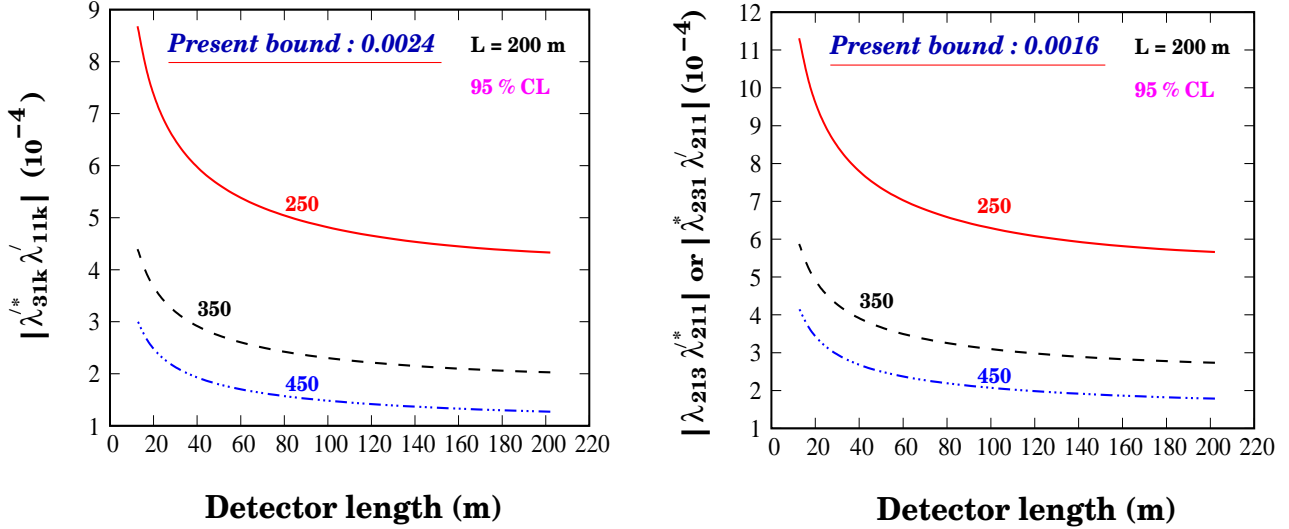 Present bound : 0.0024
L = 200 m
95 % CL
250
350
450
9
8
7
6
5
4
3
2
1
0 20 40 60 80 100 120 140 160 180 200 220
Detector length (m)
|λ′*31k λ′11k| (10−4)
Present bound : 0.0016
L = 200 m
95 % CL
250
350
450
12
11
10
9
8
7
6
5
4
3
2
1
0 20 40 60 80 100 120 140 160 180 200 220
Detector length (m)
|λ213 λ′*211| or |λ*231 λ′211| (10−4)